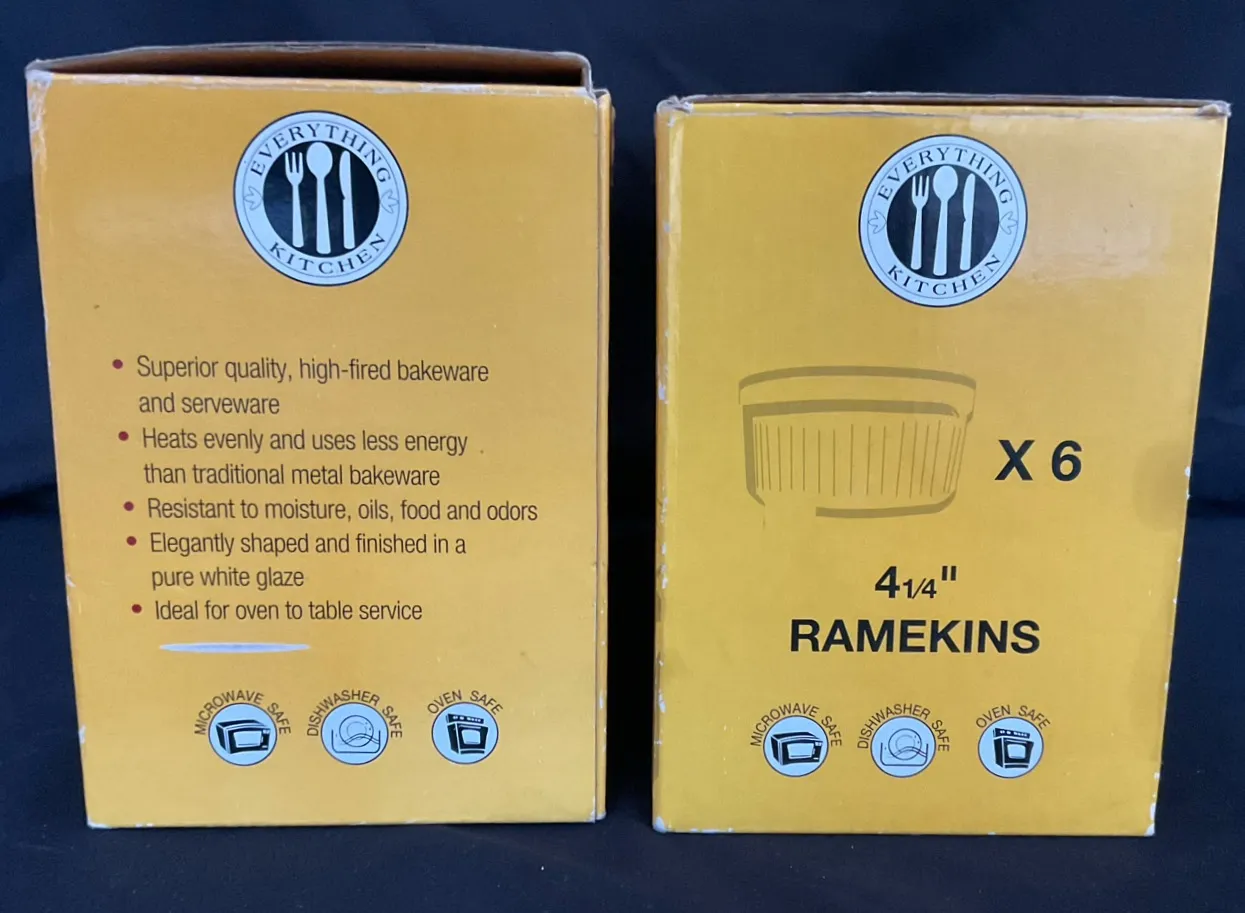 EVERYTHING
KITCHEN
• Superior quality, high-fired bakeware
and serveware
• Heats evenly and uses less energy
than traditional metal bakeware
• Resistant to moisture, oils, food and odors
• Elegantly shaped and finished in a
pure white glaze
• Ideal for oven to table service
MICROWAVE SAFE
DISHWASHER SAFE
OVEN SAFE
EVERYTHING
KITCHEN
X 6
4 1/4"
RAMEKINS
MICROWAVE SAFE
DISHWASHER SAFE
OVEN SAFE